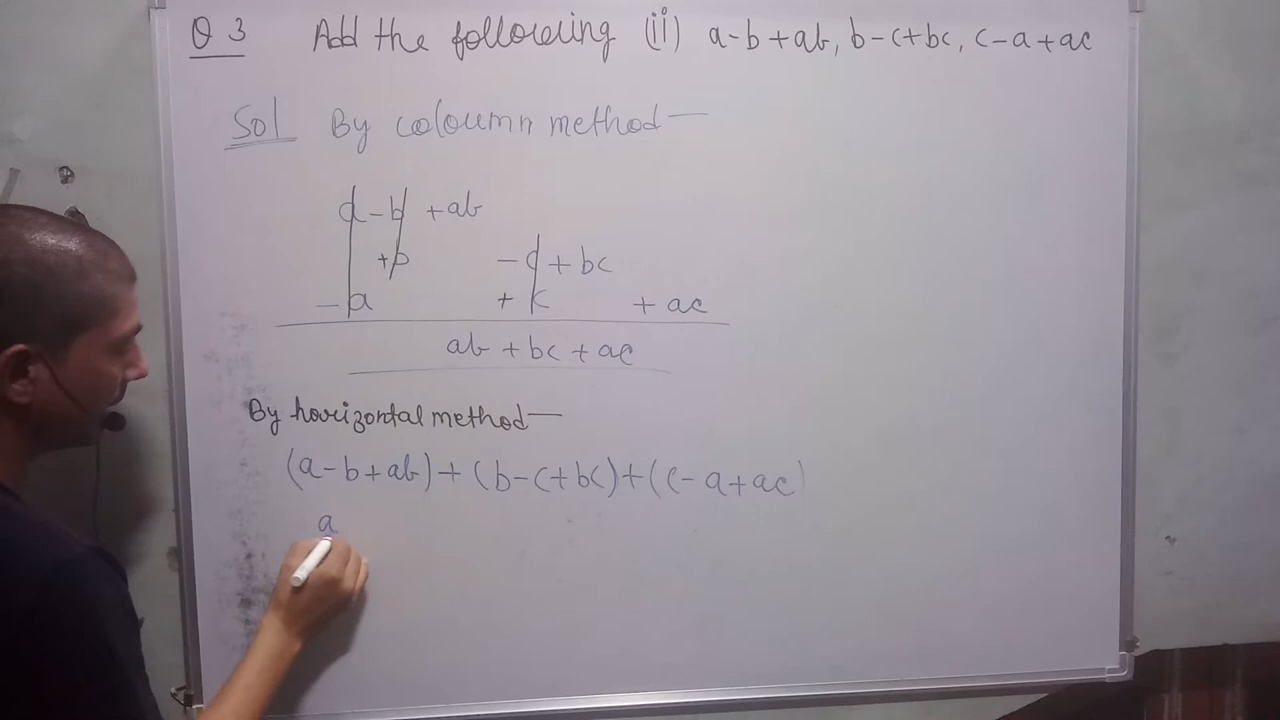 Q 3 Add the following (ii) a-b+ab, b-c+bc, c-a+ac
Sol By coloumn method—
a-b +ab
+b -c+bc
-a +c +ac
ab+bc+ac
By horizontal method—
(a-b+ab)+(b-c+bc)+(c-a+ac)
a